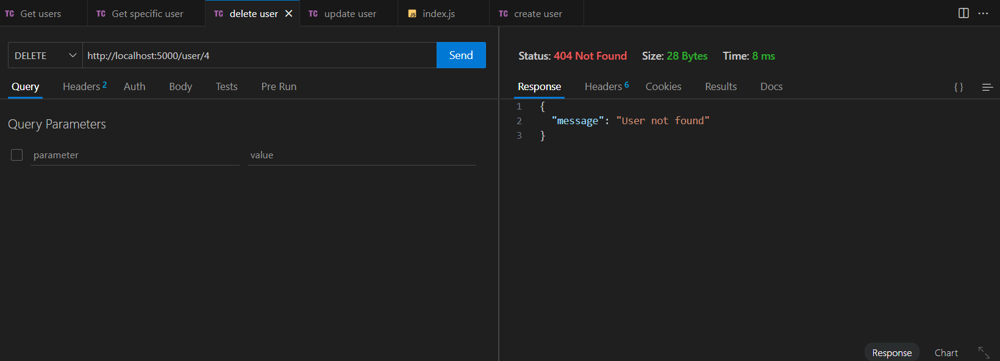 TC Get users TC Get specific user TC delete user TC update user JS index.js TC create user
DELETE http://localhost:5000/user/4 Send
Status: 404 Not Found Size: 28 Bytes Time: 8 ms
Query Headers 2 Auth Body Tests Pre Run
Response Headers 6 Cookies Results Docs { }
Query Parameters
parameter value
1 {
2 "message": "User not found"
3 }
Response Chart